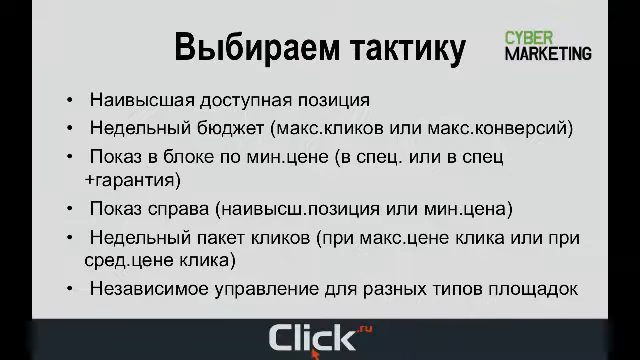 Выбираем тактику
CYBER
MARKETING
• Наивысшая доступная позиция
• Недельный бюджет (макс.кликов или макс.конверсий)
• Показ в блоке по мин.цене (в спец. или в спец
+гарантия)
• Показ справа (наивысш.позиция или мин.цена)
• Недельный пакет кликов (при макс.цене клика или при
сред.цене клика)
• Независимое управление для разных типов площадок
Click.ru